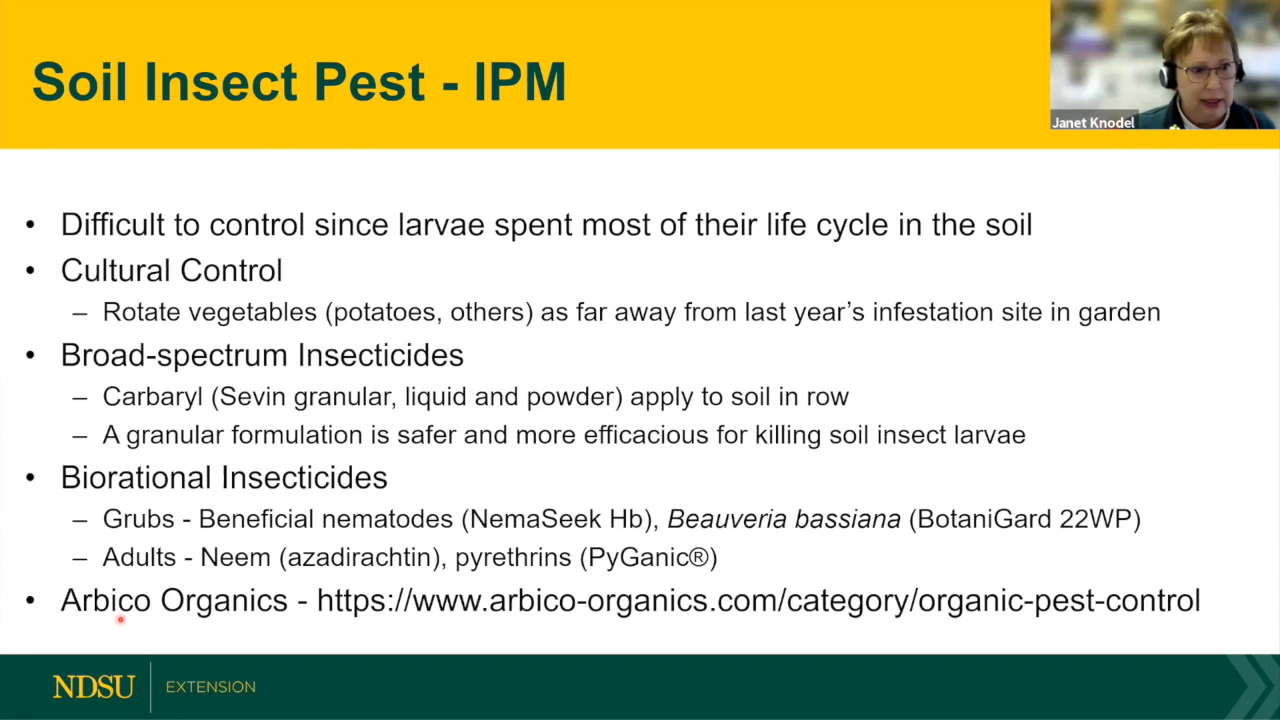 Soil Insect Pest - IPM
Janet Knodel
• Difficult to control since larvae spent most of their life cycle in the soil
• Cultural Control
– Rotate vegetables (potatoes, others) as far away from last year’s infestation site in garden
• Broad-spectrum Insecticides
– Carbaryl (Sevin granular, liquid and powder) apply to soil in row
– A granular formulation is safer and more efficacious for killing soil insect larvae
• Biorational Insecticides
– Grubs - Beneficial nematodes (NemaSeek Hb), Beauveria bassiana (BotaniGard 22WP)
– Adults - Neem (azadirachtin), pyrethrins (PyGanic®)
• Arbico Organics - https://www.arbico-organics.com/category/organic-pest-control
NDSU EXTENSION